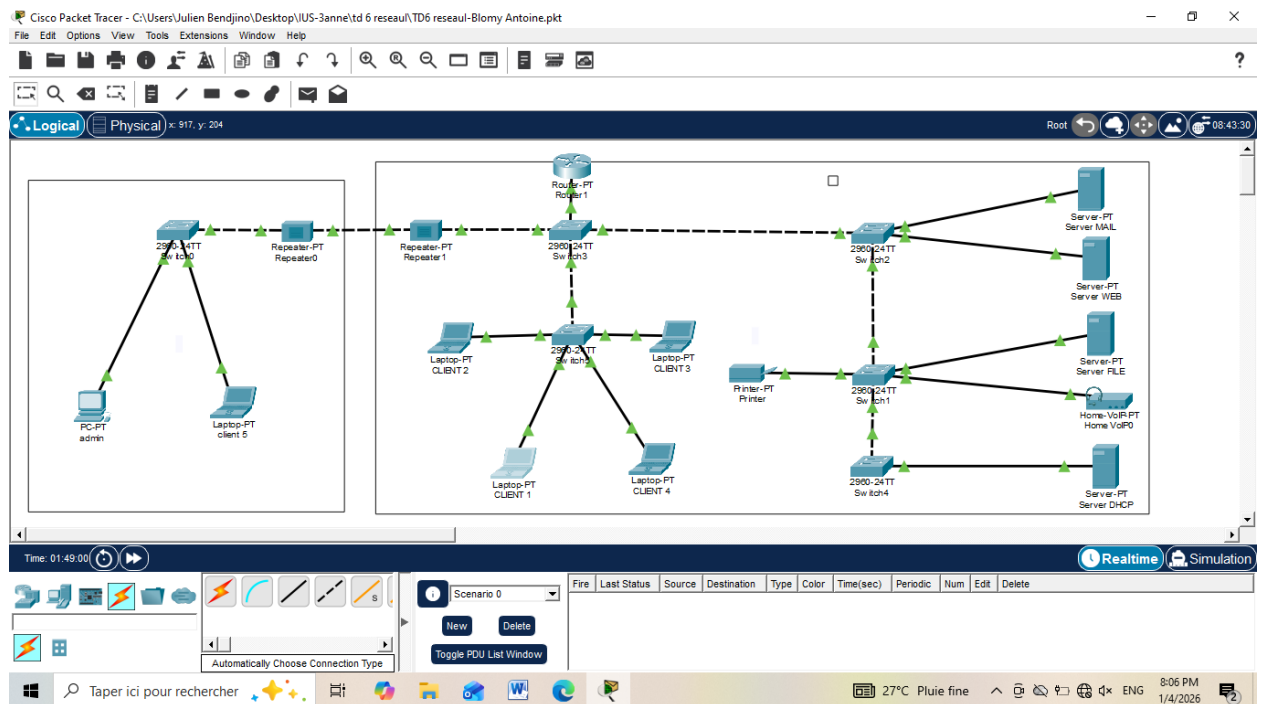 Cisco Packet Tracer - C:\Users\Julien Bendjino\Desktop\IUS-3anne\td 6 reseaul\TD6 reseaul-Blomy Antoine.pkt
File Edit Options View Tools Extensions Window Help
?
Logical Physical x: 917, y: 204 Root 08:43:30
Router-PT
Router1
2960-24TT
Switch0
Repeater-PT
Repeater0
Repeater-PT
Repeater1
2960-24TT
Switch3
2960-24TT
Switch2
Server-PT
Server MAIL
Server-PT
Server WEB
Laptop-PT
CLIENT 2
2960-24TT
Laptop-PT
CLIENT 3
Printer-PT
Printer
2960-24TT
Switch1
Server-PT
Server FILE
Home-VoIP-PT
Home VoIP0
PC-PT
admin
Laptop-PT
client 5
Laptop-PT
CLIENT 1
Laptop-PT
CLIENT 4
2960-24TT
Switch4
Server-PT
Server DHCP
Time: 01:49:00 Realtime Simulation
Scenario 0
New Delete
Toggle PDU List Window
Fire Last Status Source Destination Type Color Time(sec) Periodic Num Edit Delete
S
Automatically Choose Connection Type
Taper ici pour rechercher
27°C Pluie fine ENG 8:06 PM
1/4/2026
2